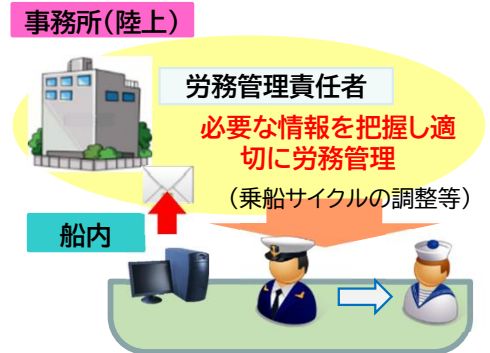 事務所(陸上)
労務管理責任者
必要な情報を把握し適
切に労務管理
(乗船サイクルの調整等)
船内